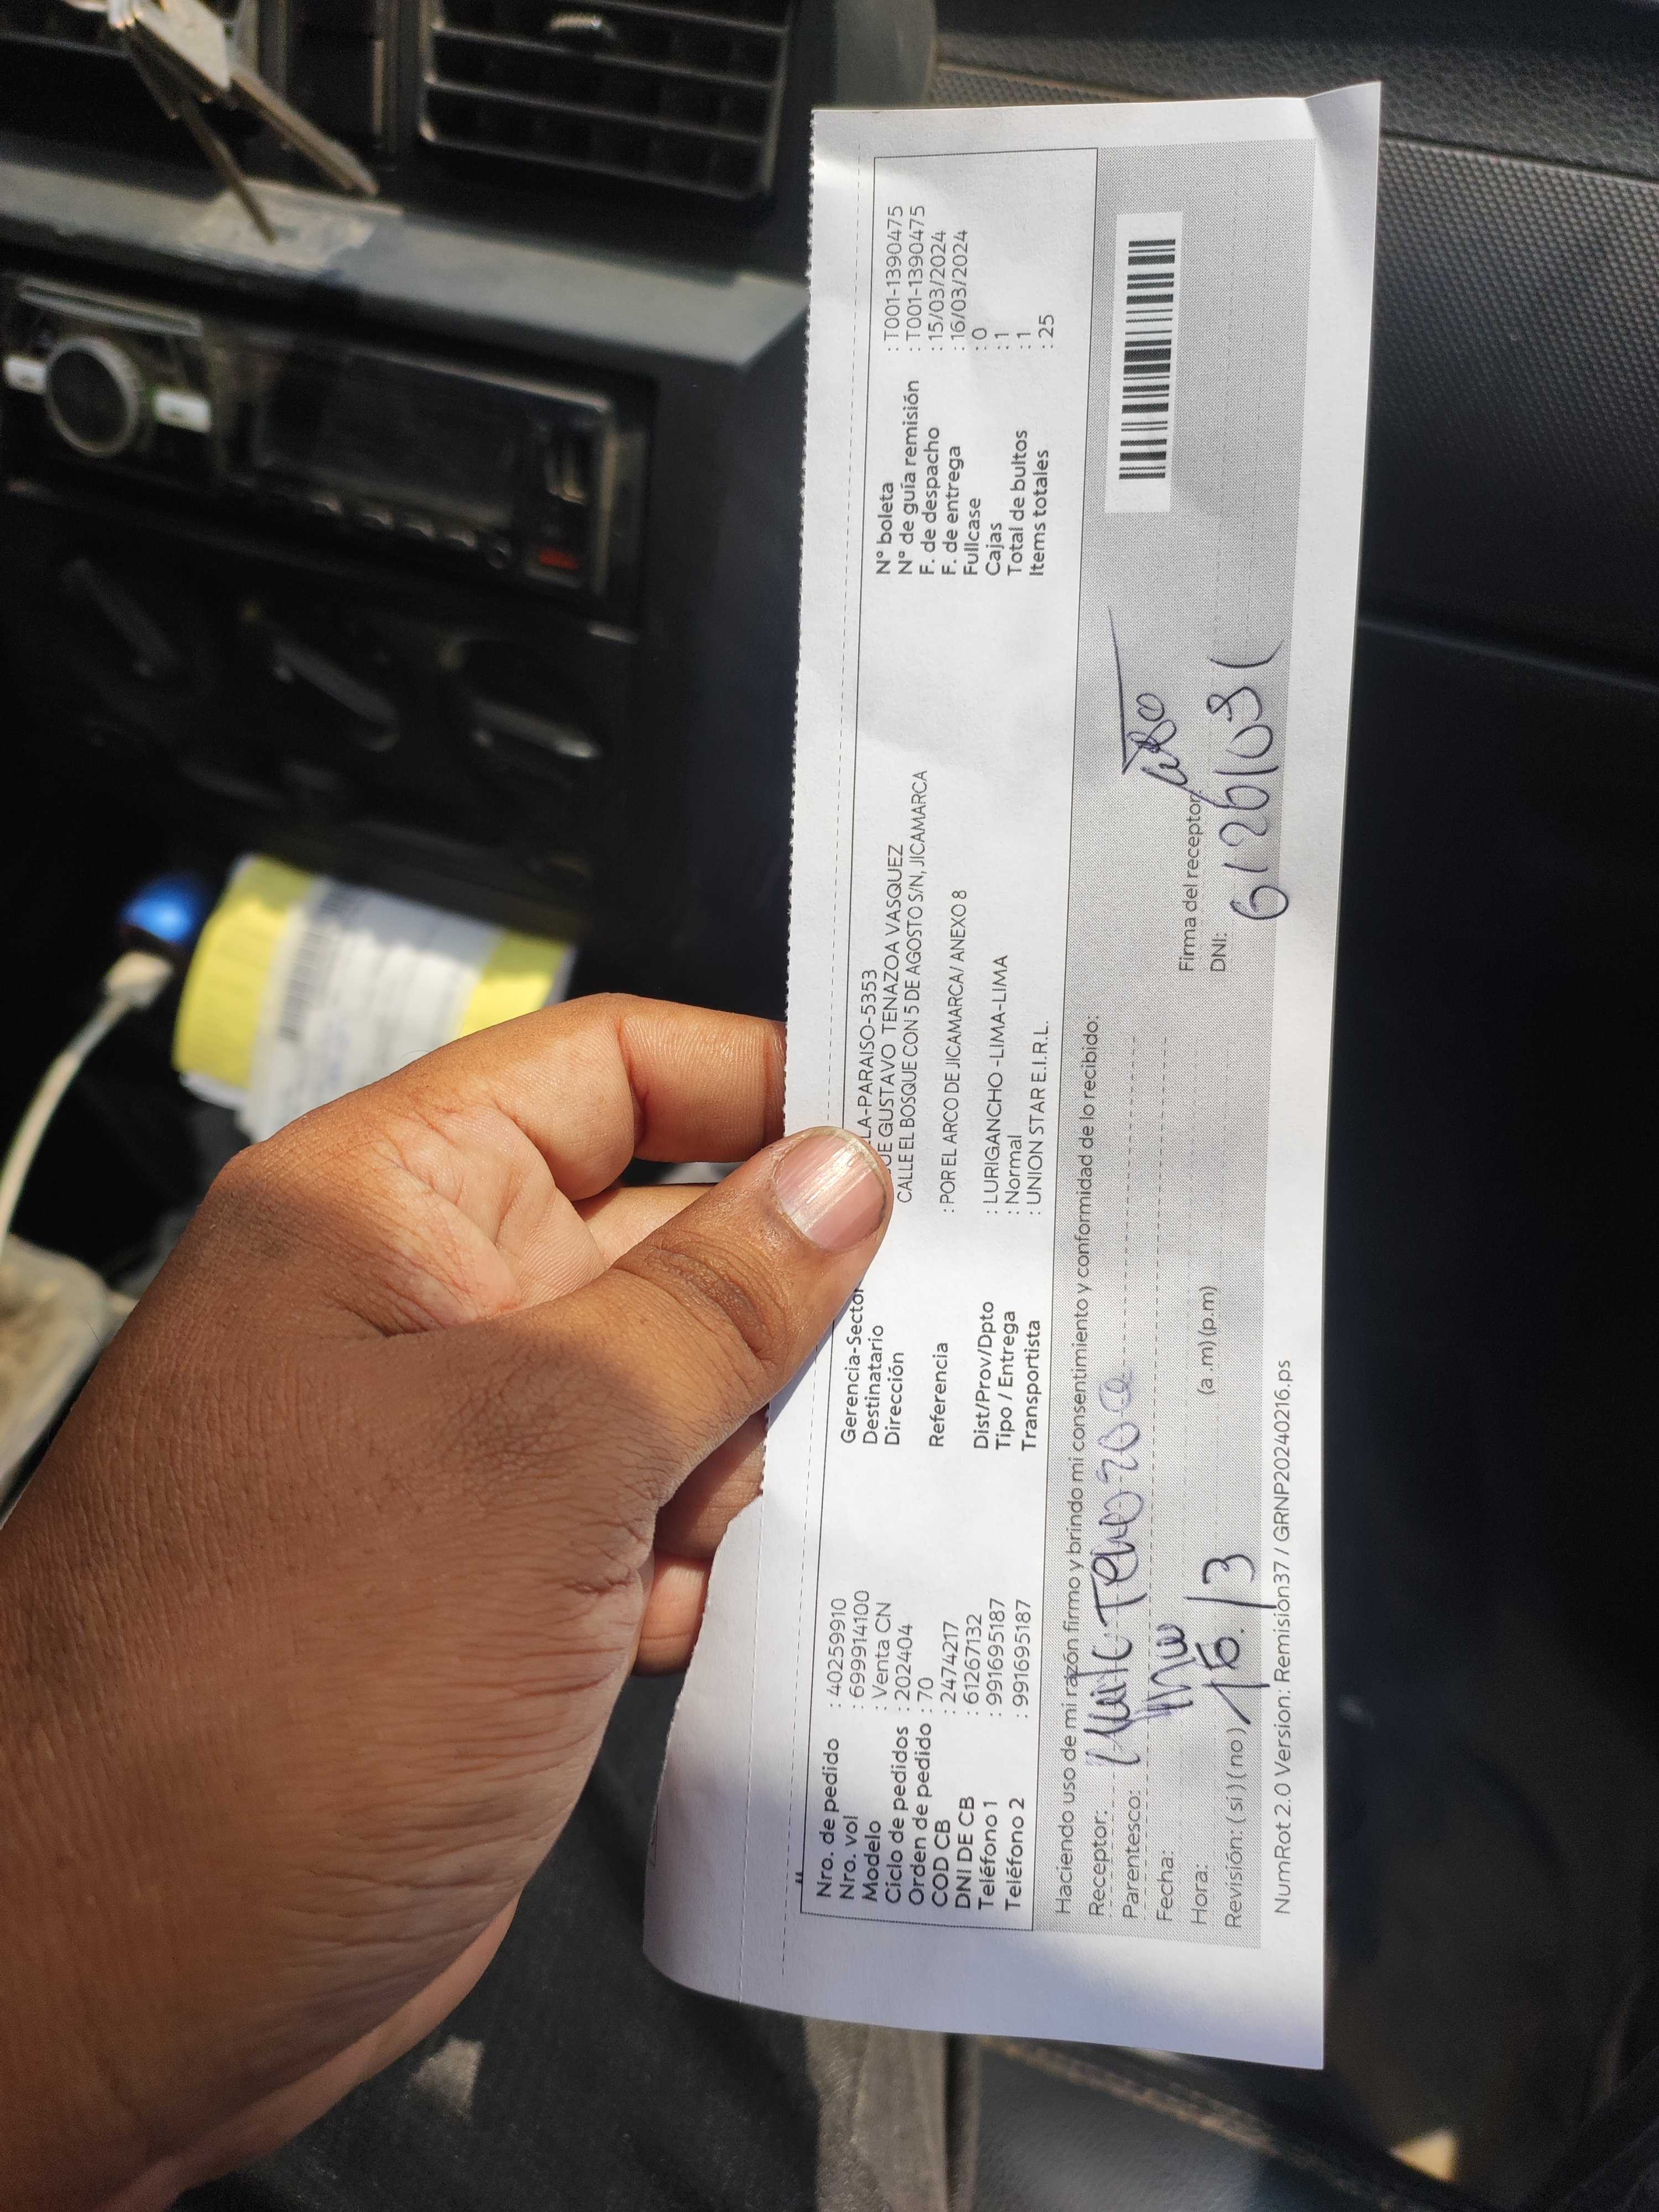 Nro. de pedido : 40259910
Nro. vol : 699914100
Modelo : Venta CN
Ciclo de pedidos : 202404
Orden de pedido : 70
COD CB : 2474217
DNI DE CB : 61267132
Teléfono 1 : 991695187
Teléfono 2 : 991695187
Gerencia-Sector LA-PARAISO-5353
Destinatario UE GUSTAVO TENAZOA VASQUEZ
Dirección CALLE EL BOSQUE CON 5 DE AGOSTO S/N, JICAMARCA
Referencia : POR EL ARCO DE JICAMARCA/ ANEXO 8
Dist/Prov/Dpto : LURIGANCHO -LIMA-LIMA
Tipo / Entrega : Normal
Transportista : UNION STAR E.I.R.L.
N° boleta : T001-1390475
N° de guía remisión : T001-1390475
F. de despacho : 15/03/2024
F. de entrega : 16/03/2024
Fullcase : 0
Cajas : 1
Total de bultos : 1
Items totales : 25
Haciendo uso de mi razón firmo y brindo mi consentimiento y conformidad de lo recibido:
Receptor: Tenazoa
Parentesco:
Fecha:
Hora: (a .m) (p.m)
Revisión: ( si ) ( no )
Firma del receptor:
DNI:
NumRot 2.0 Version: Remision37 / GRNP20240216.ps